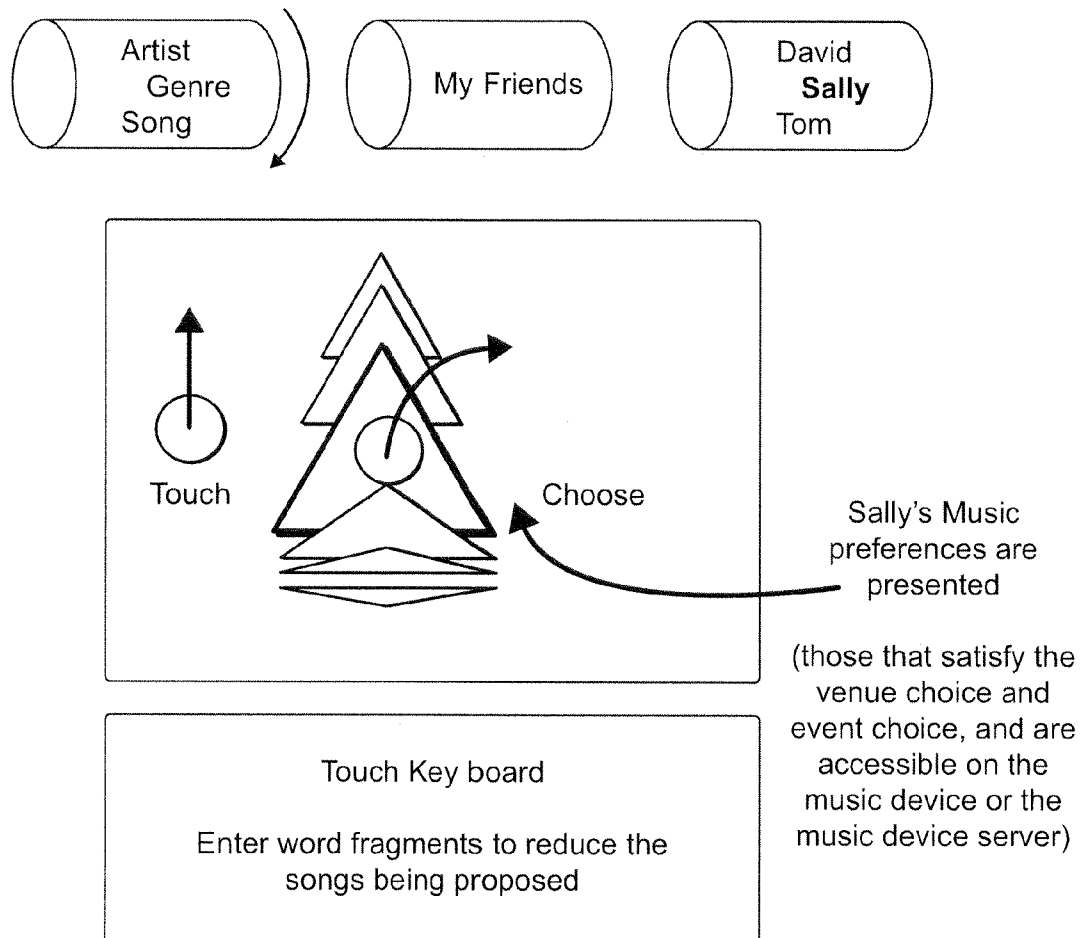 Artist
Genre
Song
My Friends
David
Sally
Tom
Touch
Choose
Sally's Music
preferences are
presented
(those that satisfy the
venue choice and
event choice, and are
accessible on the
music device or the
music device server)
Touch Key board
Enter word fragments to reduce the
songs being proposed